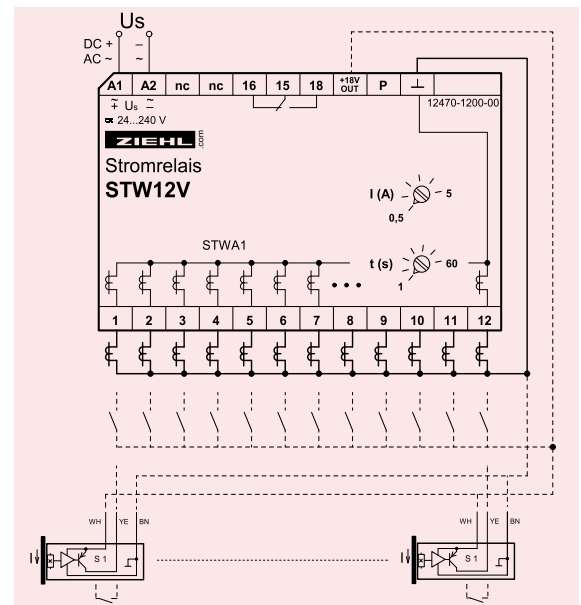 Us
DC + –
AC ~ ~
A1 A2 nc nc 16 15 18 +18V OUT P ⊥
~ Us ~
+ –
12470-1200-00
24...240 V
ZIEHL .com
Stromrelais
STW12V
I (A) 5
0,5
STWA1
t (s) 60
1
1 2 3 4 5 6 7 8 9 10 11 12
WH YE BN WH YE BN
I S 1 I S 1